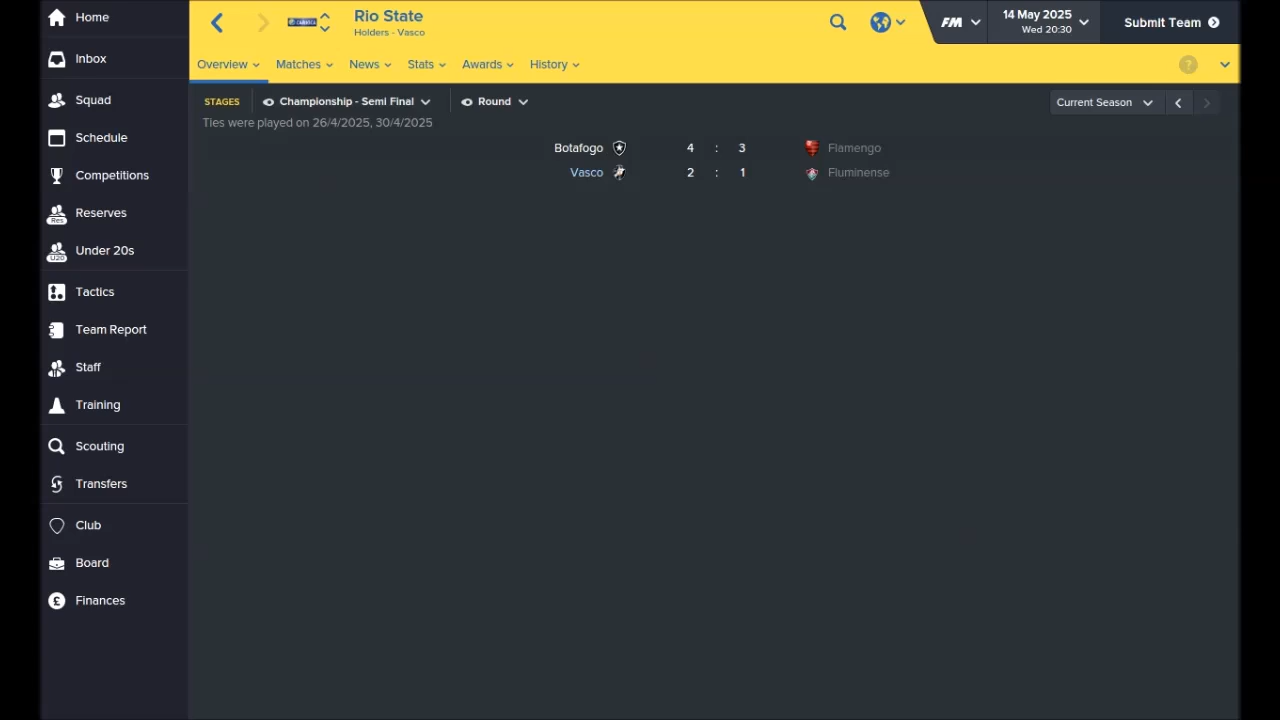 Home
Inbox
Squad
Schedule
Competitions
Reserves
Res
Under 20s
U20
Tactics
Team Report
Staff
Training
Scouting
Transfers
Club
Board
Finances
Rio State
Holders - Vasco
FM
14 May 2025
Wed 20:30
Submit Team
Overview Matches News Stats Awards History ?
STAGES Championship - Semi Final Round Current Season
Ties were played on 26/4/2025, 30/4/2025
Botafogo 4 : 3 Flamengo
Vasco 2 : 1 Fluminense